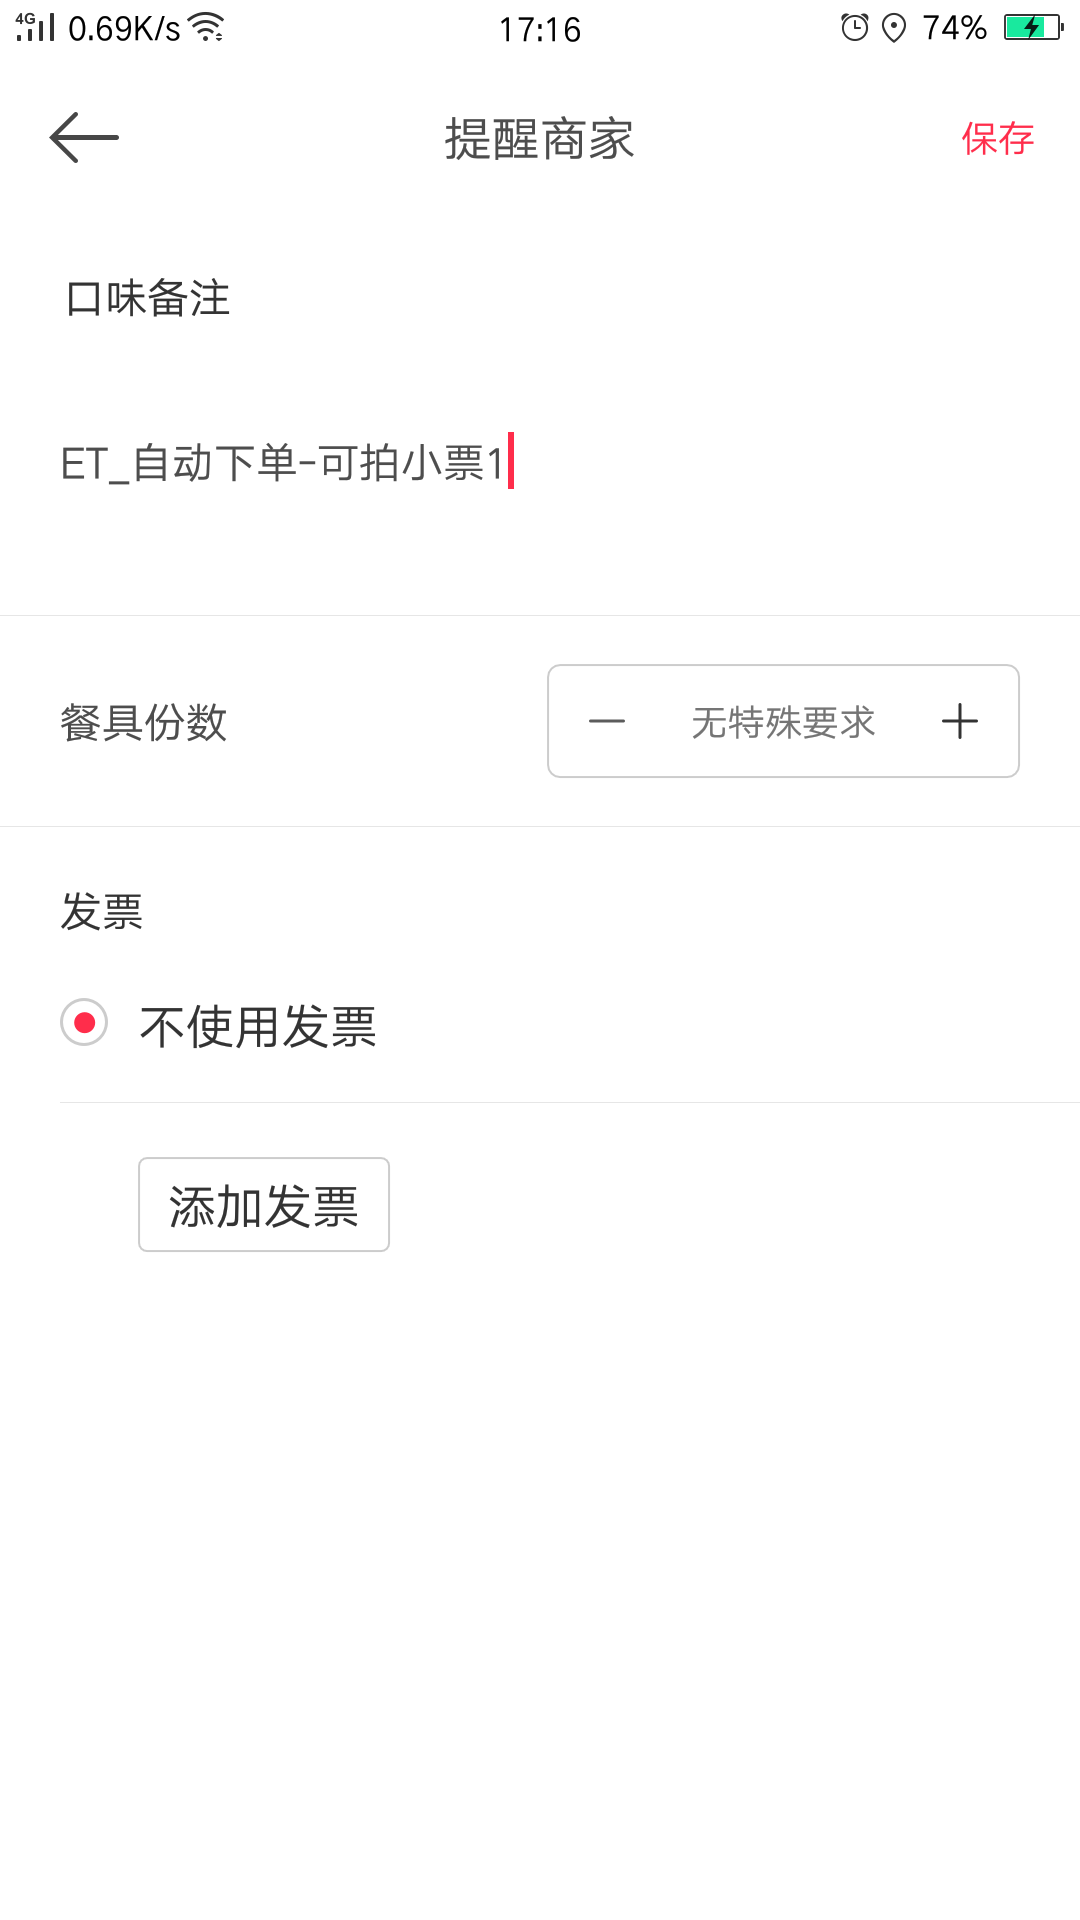 4G 0.69K/s 17:16 74%
提醒商家 保存
口味备注
ET_自动下单-可拍小票1
餐具份数 无特殊要求
发票
不使用发票
添加发票